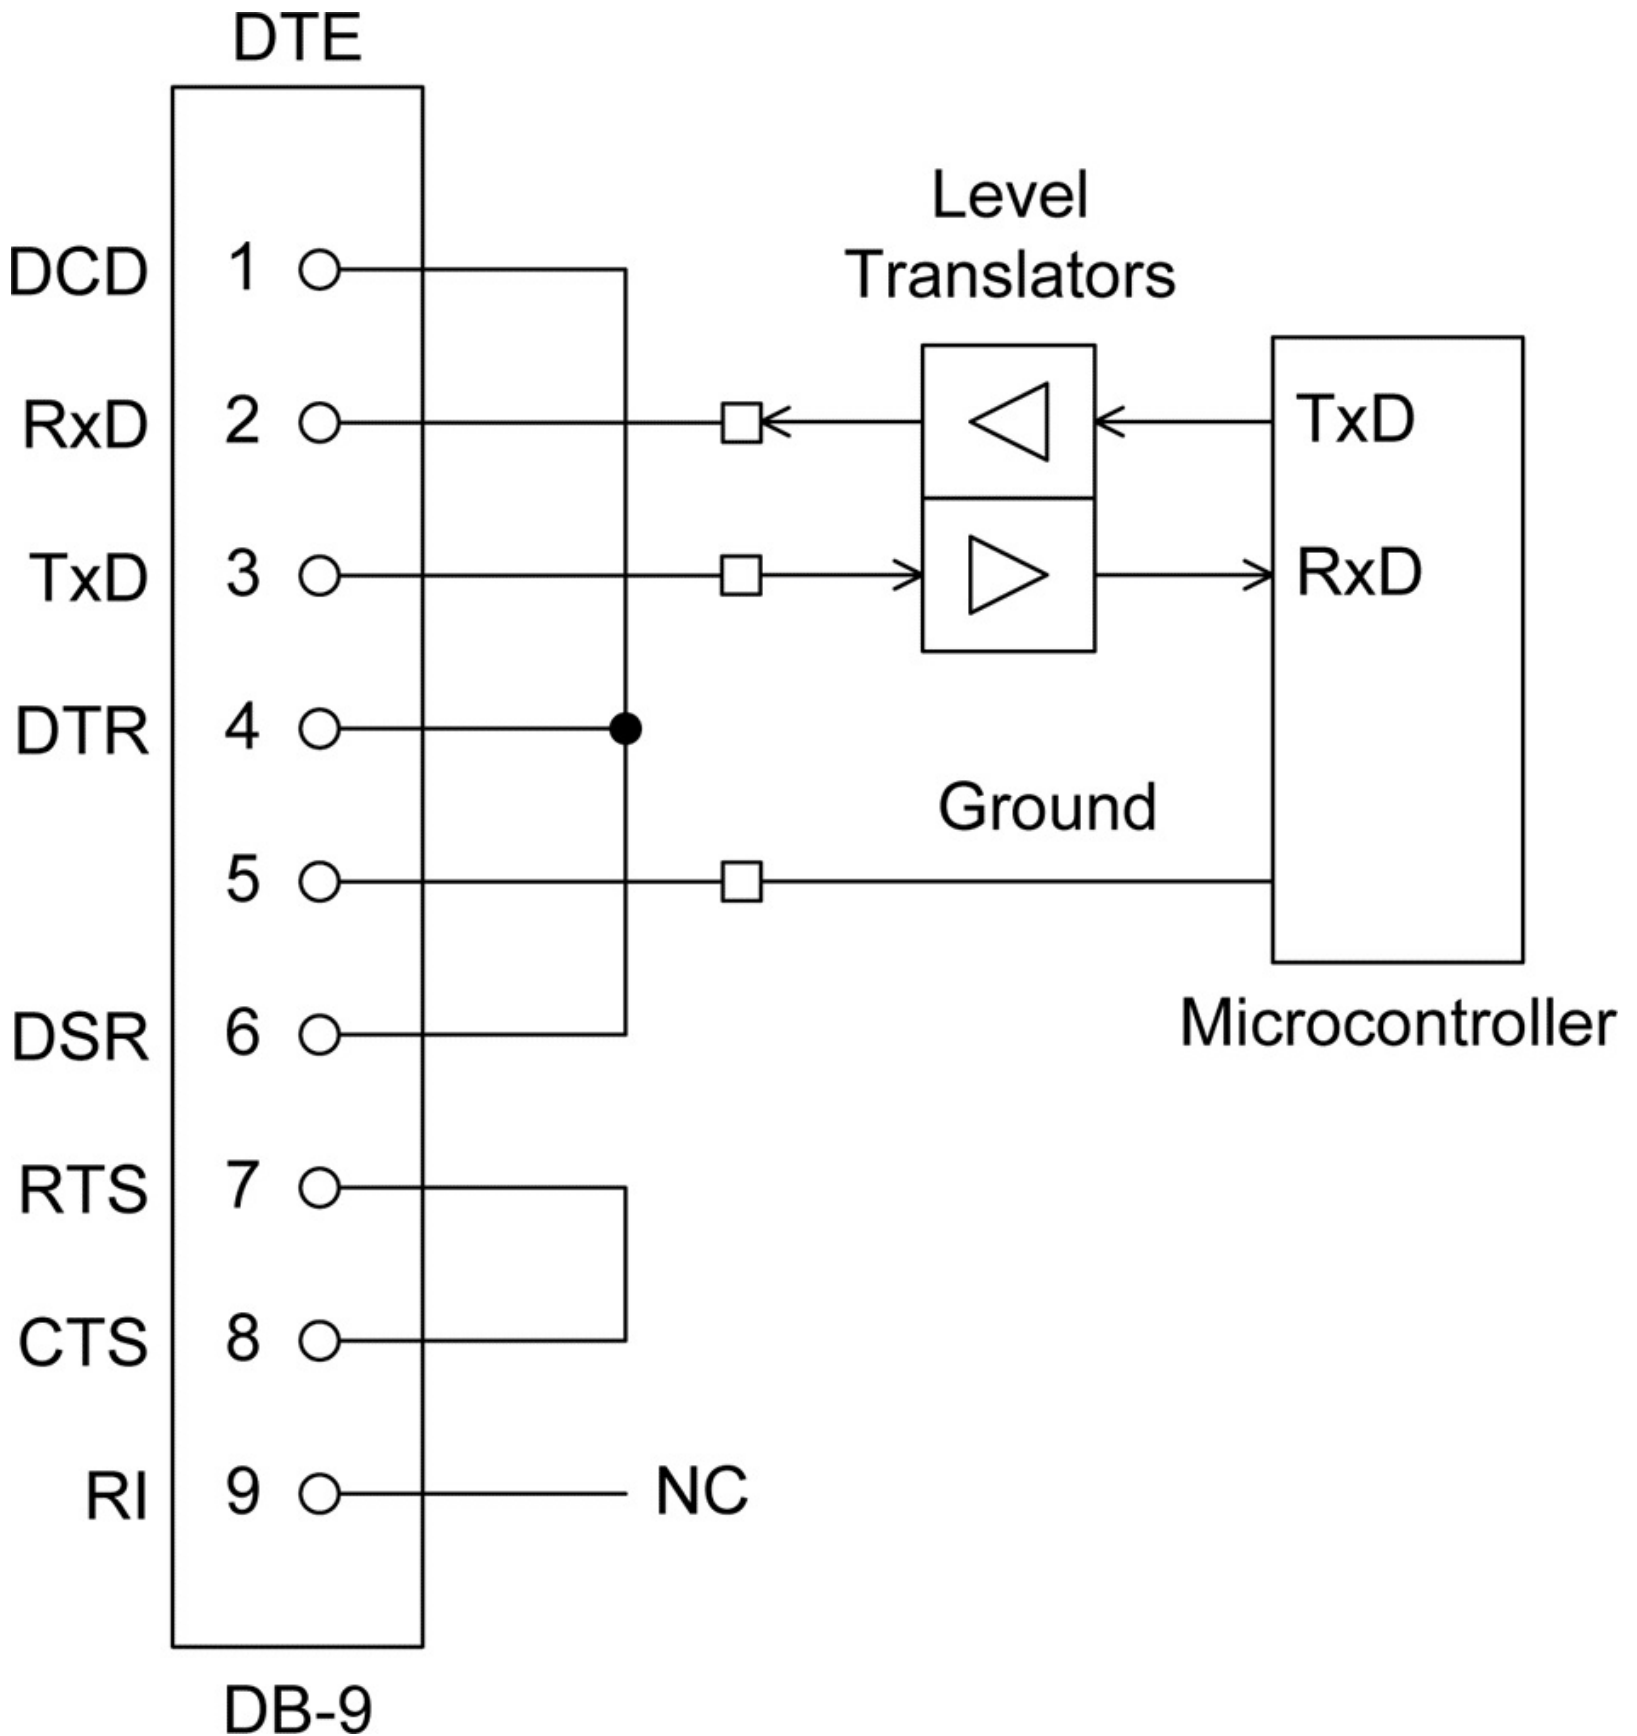 DTE
Level
Translators
DCD 1
RxD 2
TxD
TxD 3
RxD
DTR 4
Ground
5
DSR 6
Microcontroller
RTS 7
CTS 8
RI 9 NC
DB-9